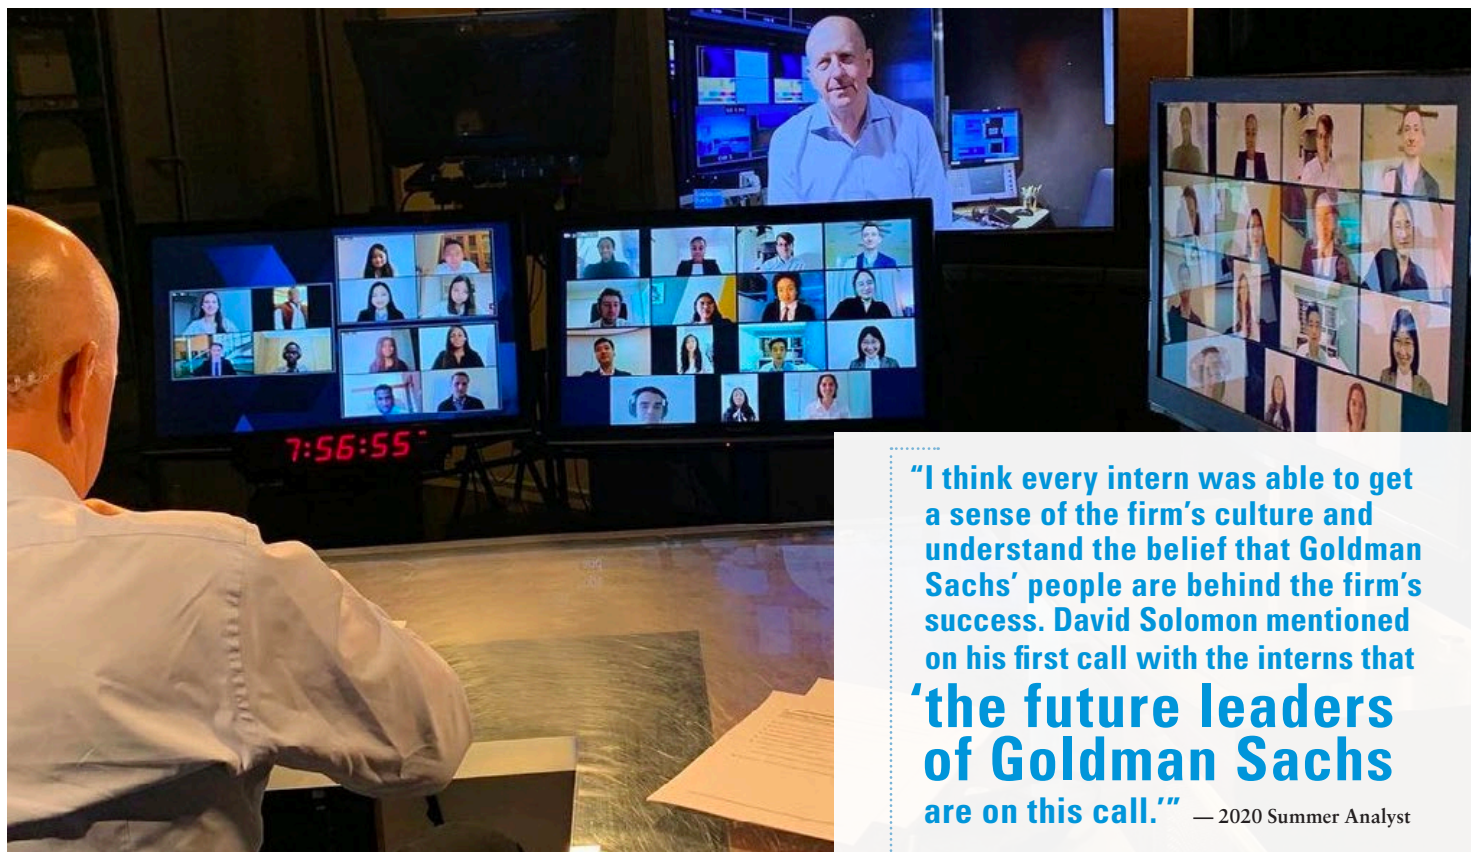 7:56:55
“I think every intern was able to get
a sense of the firm’s culture and
understand the belief that Goldman
Sachs’ people are behind the firm’s
success. David Solomon mentioned
on his first call with the interns that
‘the future leaders
of Goldman Sachs
are on this call.’” — 2020 Summer Analyst